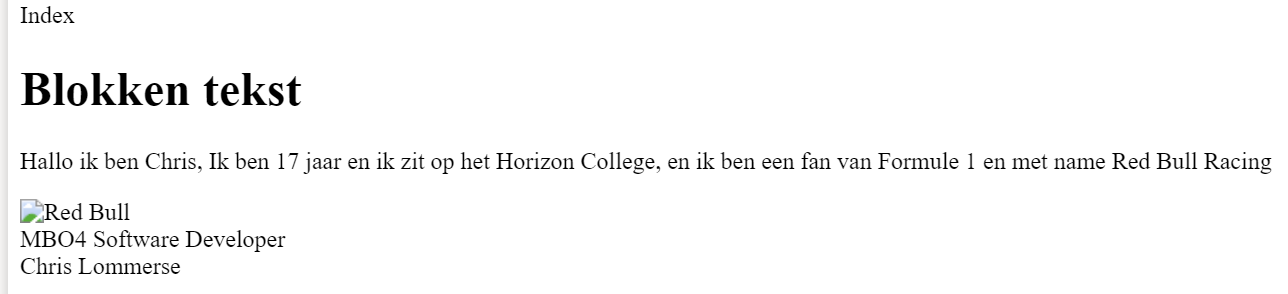 Index
Blokken tekst
Hallo ik ben Chris, Ik ben 17 jaar en ik zit op het Horizon College, en ik ben een fan van Formule 1 en met name Red Bull Racing
Red Bull
MBO4 Software Developer
Chris Lommerse